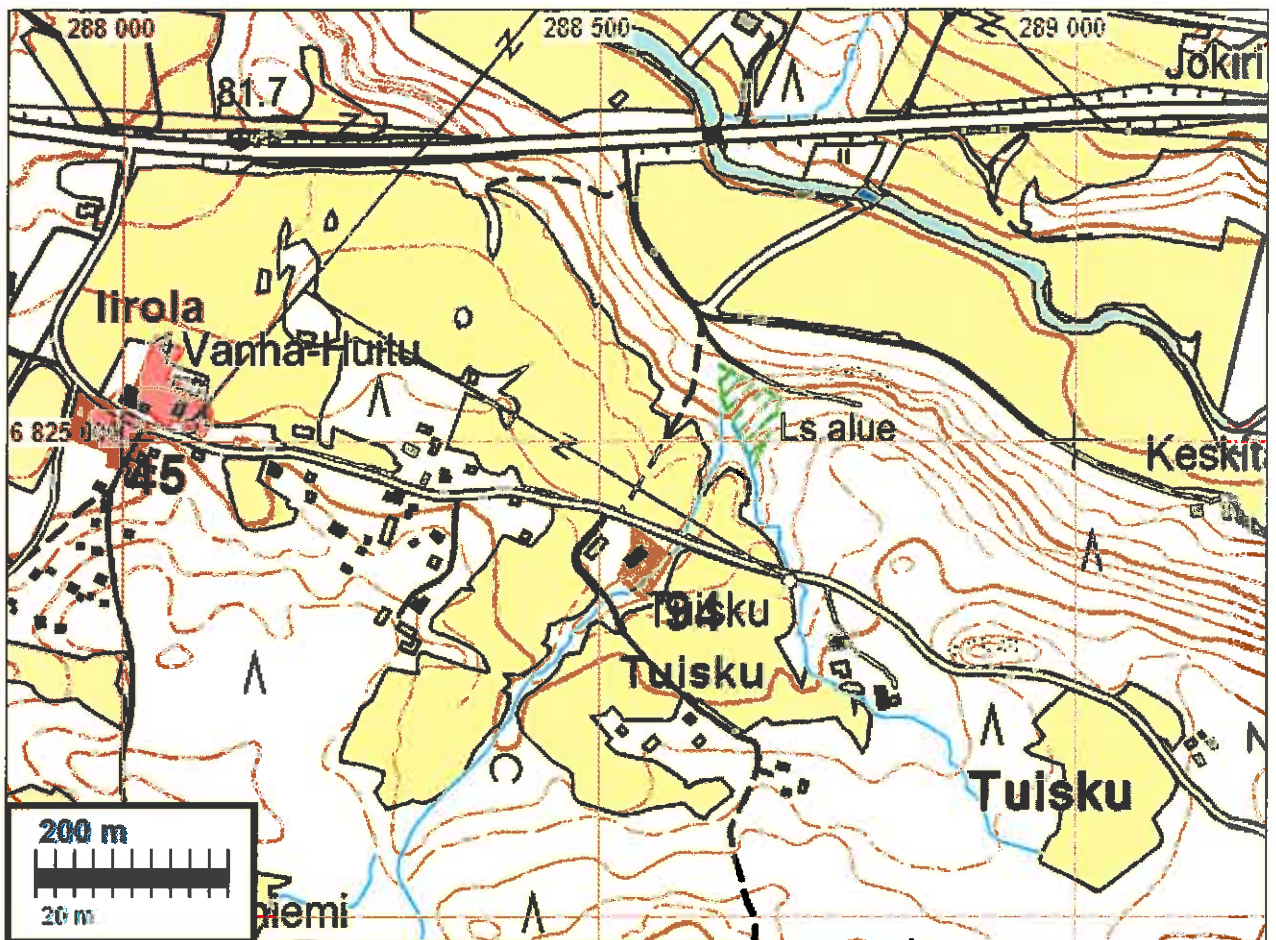 288 000
288 500
289 000
Jokiri
81.7
Iirola
Vanha-Huitu
Ls alue
6 825
Keskit
45
Tuisku
94
Tuisku
Tuisku
200 m
20 m
niemi